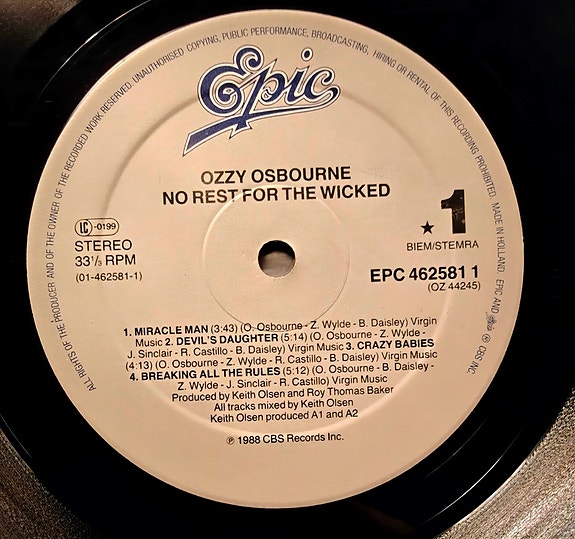 ALL RIGHTS OF THE PRODUCER AND OF THE OWNER OF THE RECORDED WORK RESERVED. UNAUTHORISED COPYING, PUBLIC PERFORMANCE, BROADCASTING, HIRING OR RENTAL OF THIS RECORDING PROHIBITED. MADE IN HOLLAND. EPIC AND Epic ℗ CBS INC.
Epic
OZZY OSBOURNE
NO REST FOR THE WICKED
LC -0199
STEREO
33 1/3 RPM
(01-462581-1)
★ 1
BIEM/STEMRA
EPC 462581 1
(OZ 44245)
1. MIRACLE MAN (3:43) (O. Osbourne - Z. Wylde - B. Daisley) Virgin
Music 2. DEVIL'S DAUGHTER (5:14) (O. Osbourne - Z. Wylde -
J. Sinclair - R. Castillo - B. Daisley) Virgin Music 3. CRAZY BABIES
(4:13) (O. Osbourne - Z. Wylde - R. Castillo - B. Daisley) Virgin Music
4. BREAKING ALL THE RULES (5:12) (O. Osbourne - B. Daisley -
Z. Wylde - J. Sinclair - R. Castillo) Virgin Music
Produced by Keith Olsen and Roy Thomas Baker
All tracks mixed by Keith Olsen
Keith Olsen produced A1 and A2
℗ 1988 CBS Records Inc.